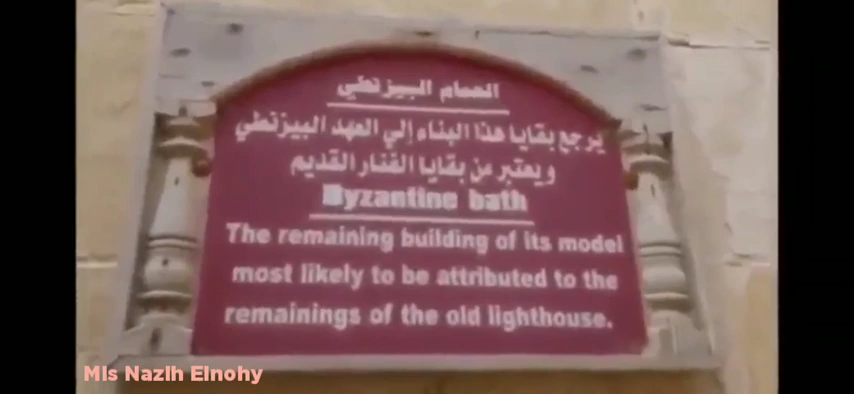 الحمام البيزنطي
يرجع بقايا هذا البناء إلي العهد البيزنطي
ويعتبر من بقايا الفنار القديم
Byzantine bath
The remaining building of its model
most likely to be attributed to the
remainings of the old lighthouse.
MIs NazIh Elnohy